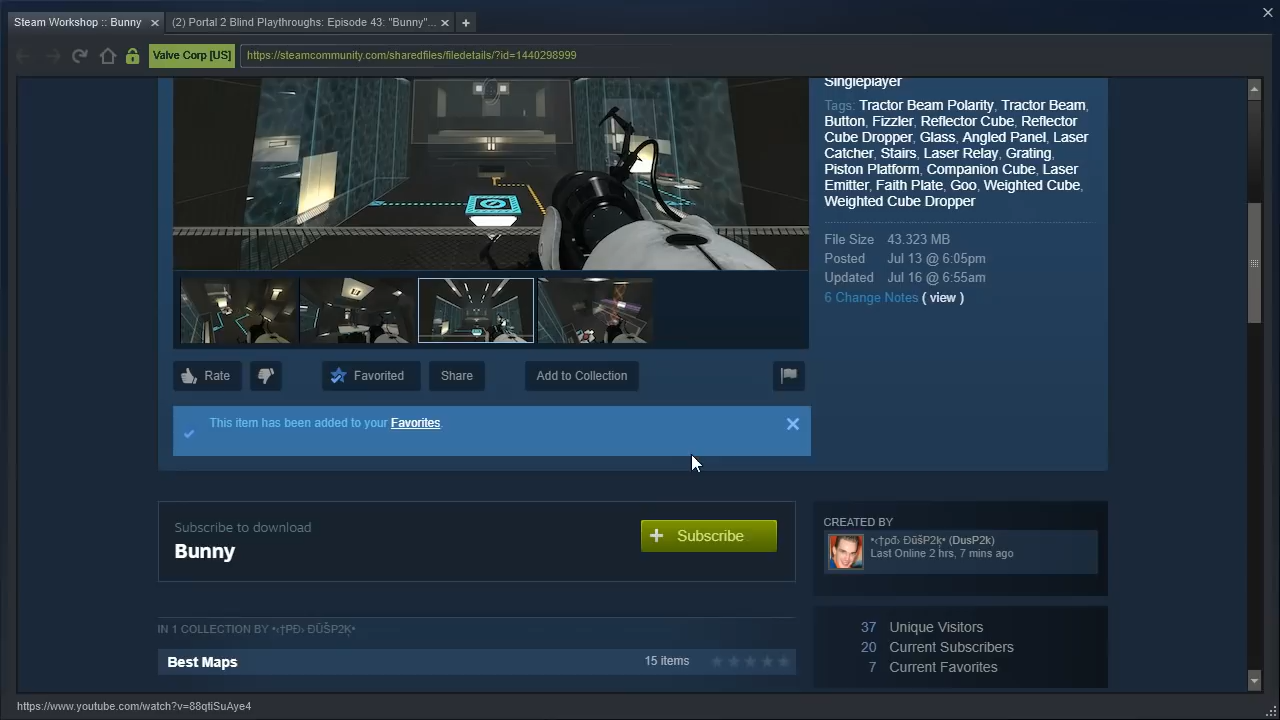 Steam Workshop :: Bunny
(2) Portal 2 Blind Playthroughs: Episode 43: "Bunny"...
Valve Corp [US]
https://steamcommunity.com/sharedfiles/filedetails/?id=1440298999
Singleplayer
Tags: Tractor Beam Polarity, Tractor Beam,
Button, Fizzler, Reflector Cube, Reflector
Cube Dropper, Glass, Angled Panel, Laser
Catcher, Stairs, Laser Relay, Grating,
Piston Platform, Companion Cube, Laser
Emitter, Faith Plate, Goo, Weighted Cube,
Weighted Cube Dropper
File Size 43.323 MB
Posted Jul 13 @ 6:05pm
Updated Jul 16 @ 6:55am
6 Change Notes ( view )
Rate
Favorited
Share
Add to Collection
This item has been added to your Favorites.
Subscribe to download
Bunny
+ Subscribe
CREATED BY
•‹†ρđ› ÐŰŠP2ķ• (DusP2k)
Last Online 2 hrs, 7 mins ago
37 Unique Visitors
20 Current Subscribers
7 Current Favorites
IN 1 COLLECTION BY •‹†PĐ› ÐŰŠP2Ķ•
Best Maps
15 items
https://www.youtube.com/watch?v=88qtiSuAye4